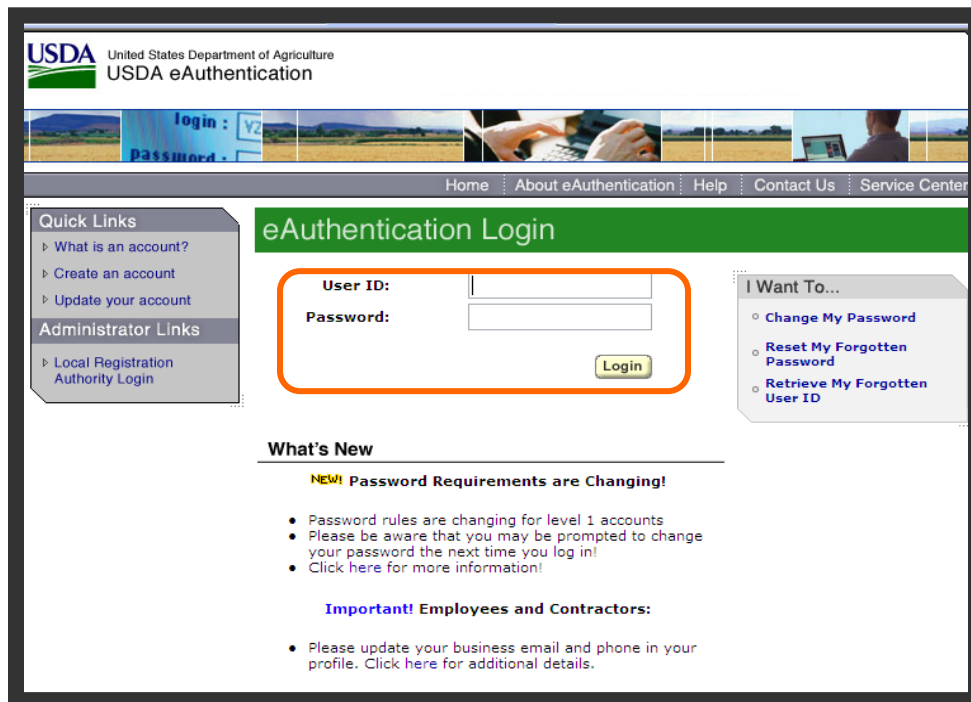 USDA
United States Department of Agriculture
USDA eAuthentication
login : YZ
password :
Home
About eAuthentication
Help
Contact Us
Service Center
Quick Links
What is an account?
Create an account
Update your account
Administrator Links
Local Registration
Authority Login
eAuthentication Login
User ID:
Password:
Login
I Want To...
Change My Password
Reset My Forgotten
Password
Retrieve My Forgotten
User ID
What's New
NEW! Password Requirements are Changing!
Password rules are changing for level 1 accounts
Please be aware that you may be prompted to change
your password the next time you log in!
Click here for more information!
Important! Employees and Contractors:
Please update your business email and phone in your
profile. Click here for additional details.